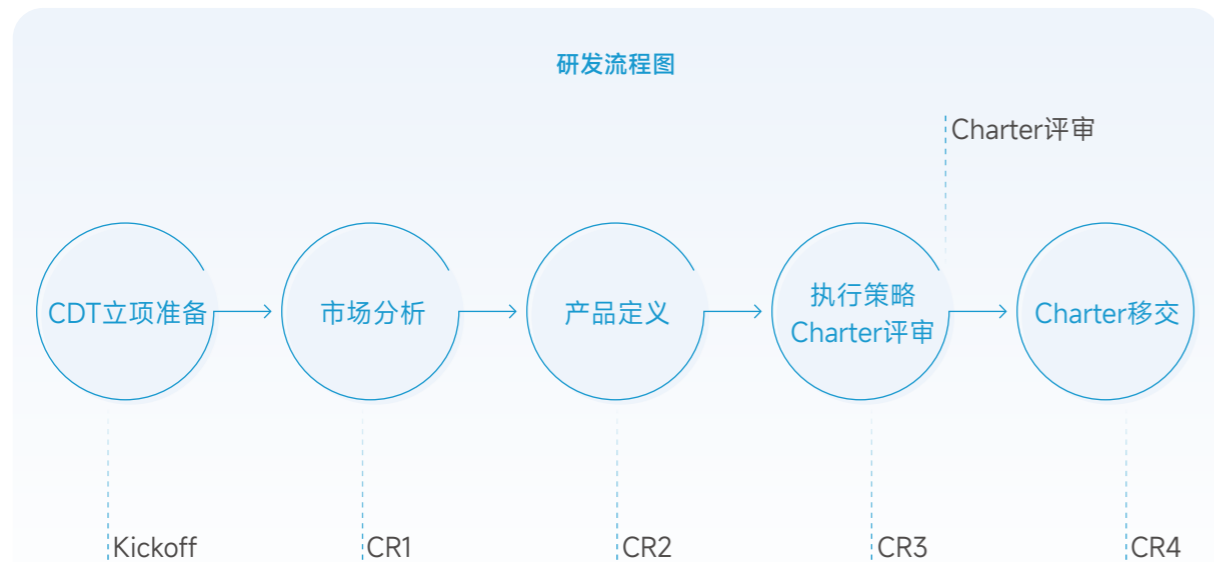 研发流程图
Charter评审
CDT立项准备
市场分析
产品定义
执行策略
Charter评审
Charter移交
Kickoff
CR1
CR2
CR3
CR4